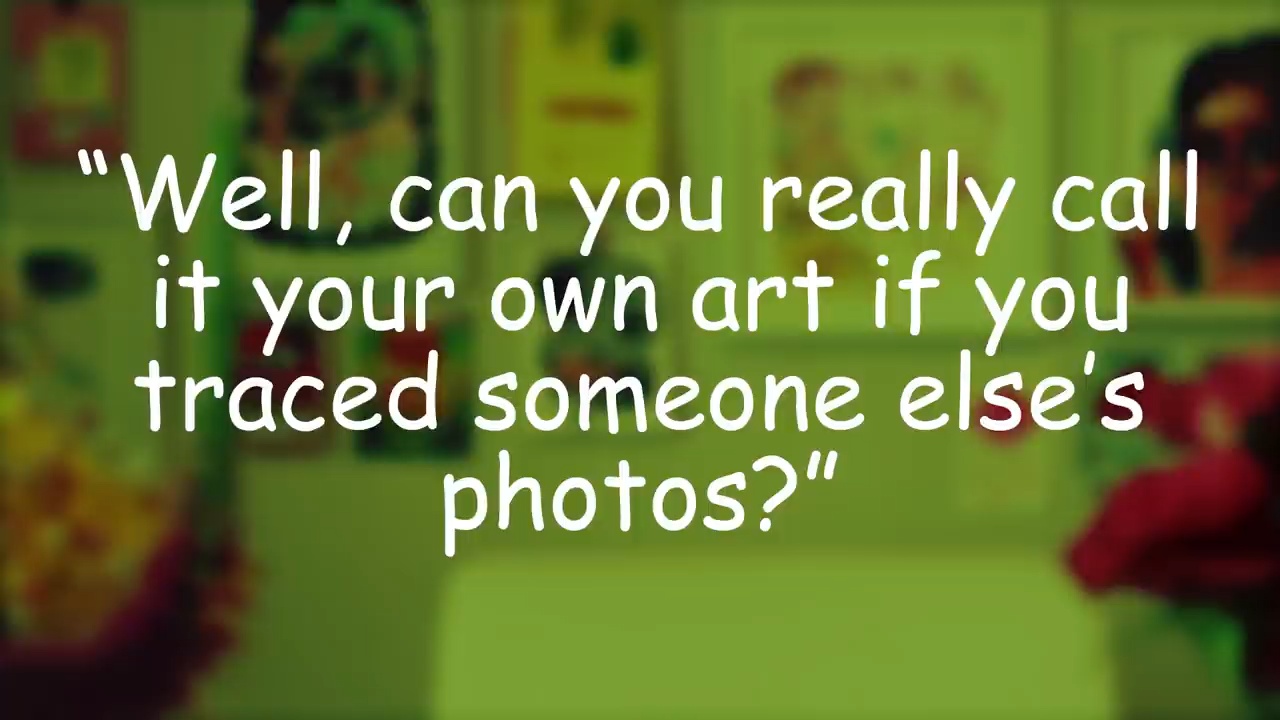 “Well, can you really call
it your own art if you
traced someone else’s
photos?”